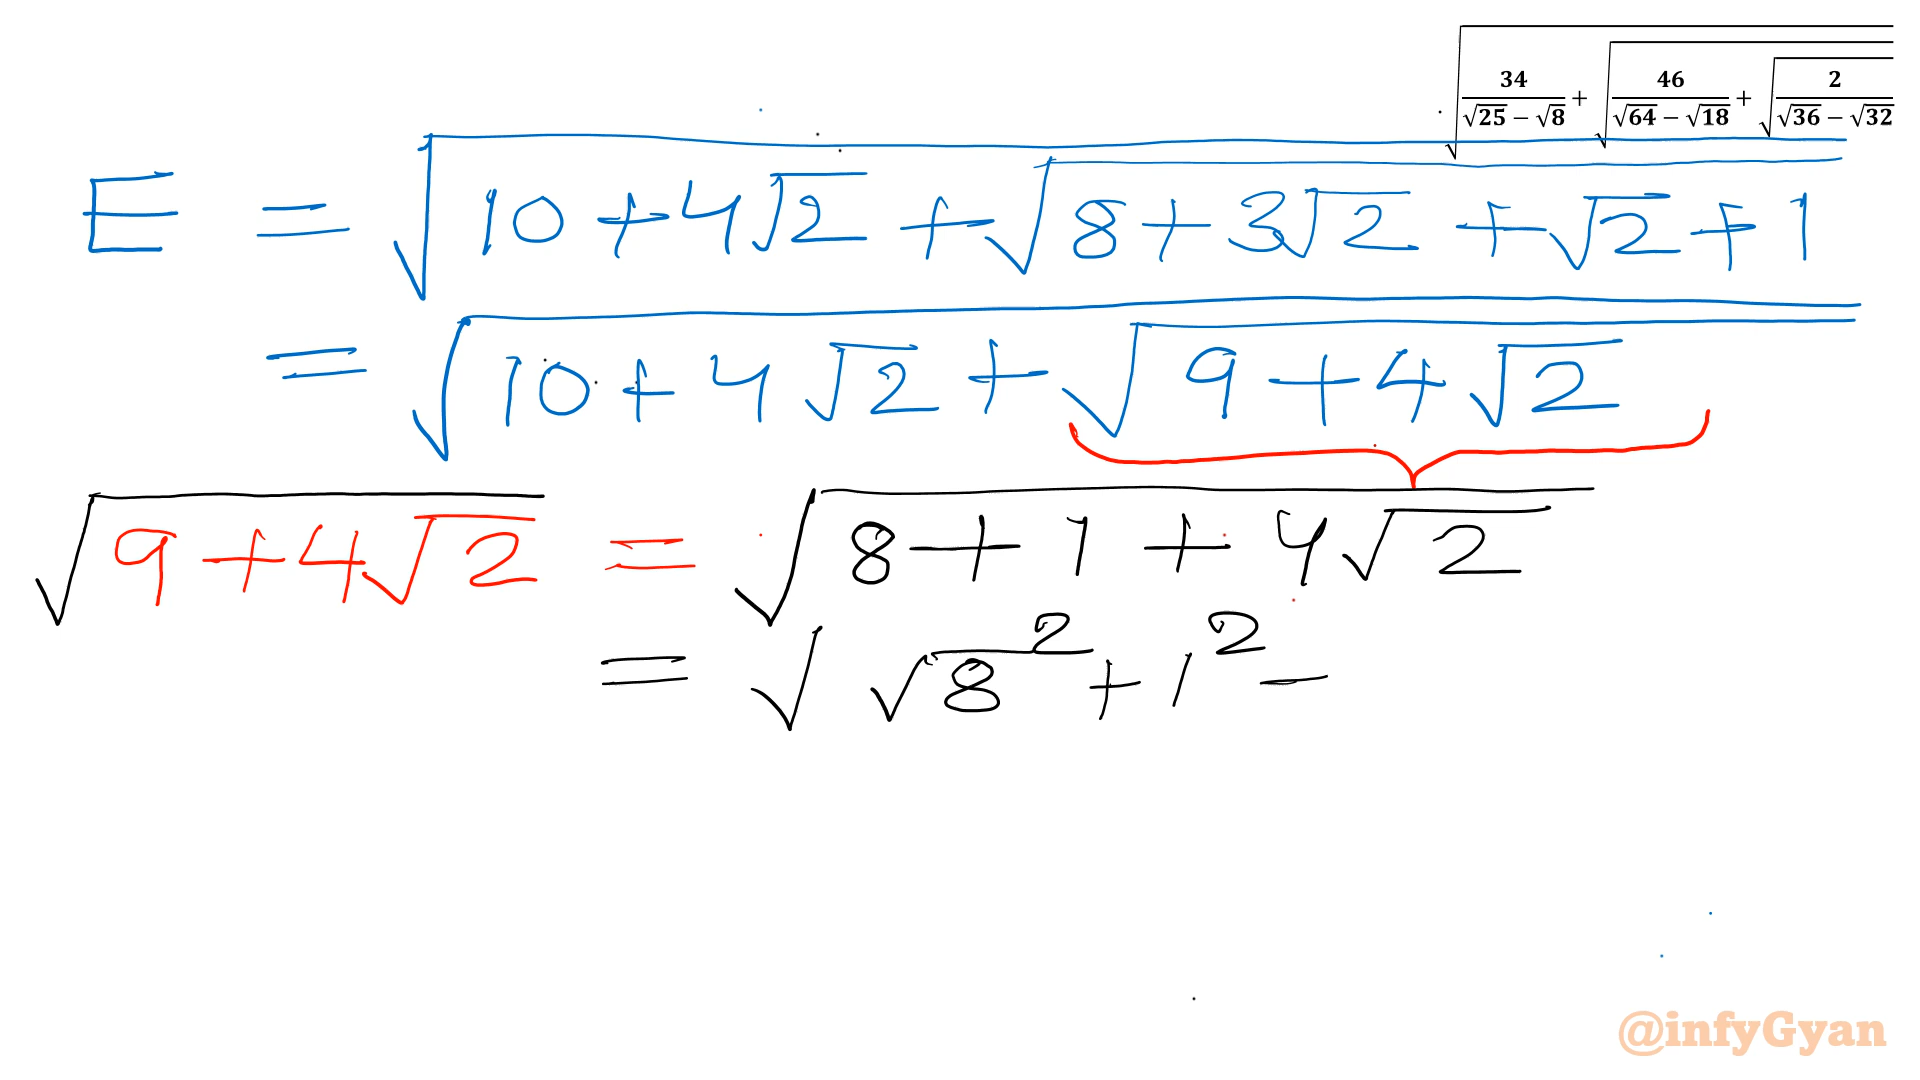 √(34/(√25 − √8) + √(46/(√64 − √18) + √(2/(√36 − √32))))
E = √(10 + 4√2 + √(8 + 3√2 + √2 + 1))
= √(10 + 4√2 + √(9 + 4√2))
√(9 + 4√2) = √(8 + 1 + 4√2)
= √ √8² + 1² −
@infyGyan